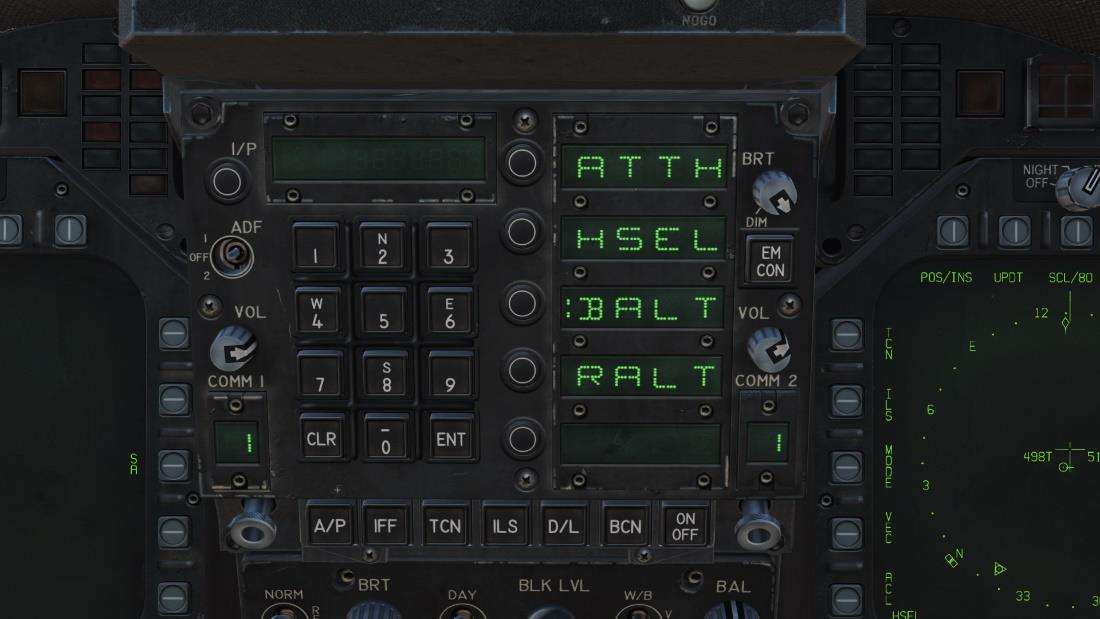 NOGO
I/P
ATTH
BRT
NIGHT
OFF
ADF
1
OFF
2
1
N
2
3
HSEL
DIM
EM
CON
POS/INS UPDT SCL/80
VOL
W
4
5
E
6
:BALT
VOL
12
E
TCN
COMM 1
7
S
8
9
RALT
COMM 2
ILS
6
1
CLR
–
0
ENT
1
MODE
498T
51
SA
3
A/P
IFF
TCN
ILS
D/L
BCN
ON
OFF
VEC
N
BRT
BLK LVL
BAL
ACL
33
3
NORM
DAY
W/B
HSEL